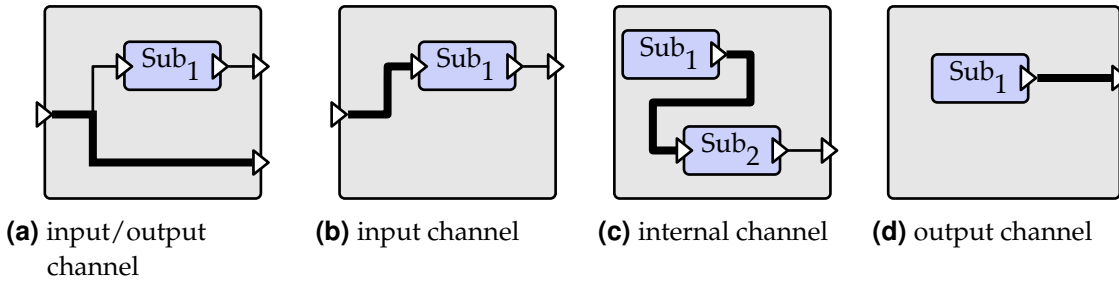 Sub1
Sub1
Sub1
Sub2
Sub1
(a) input/output
channel
(b) input channel
(c) internal channel
(d) output channel